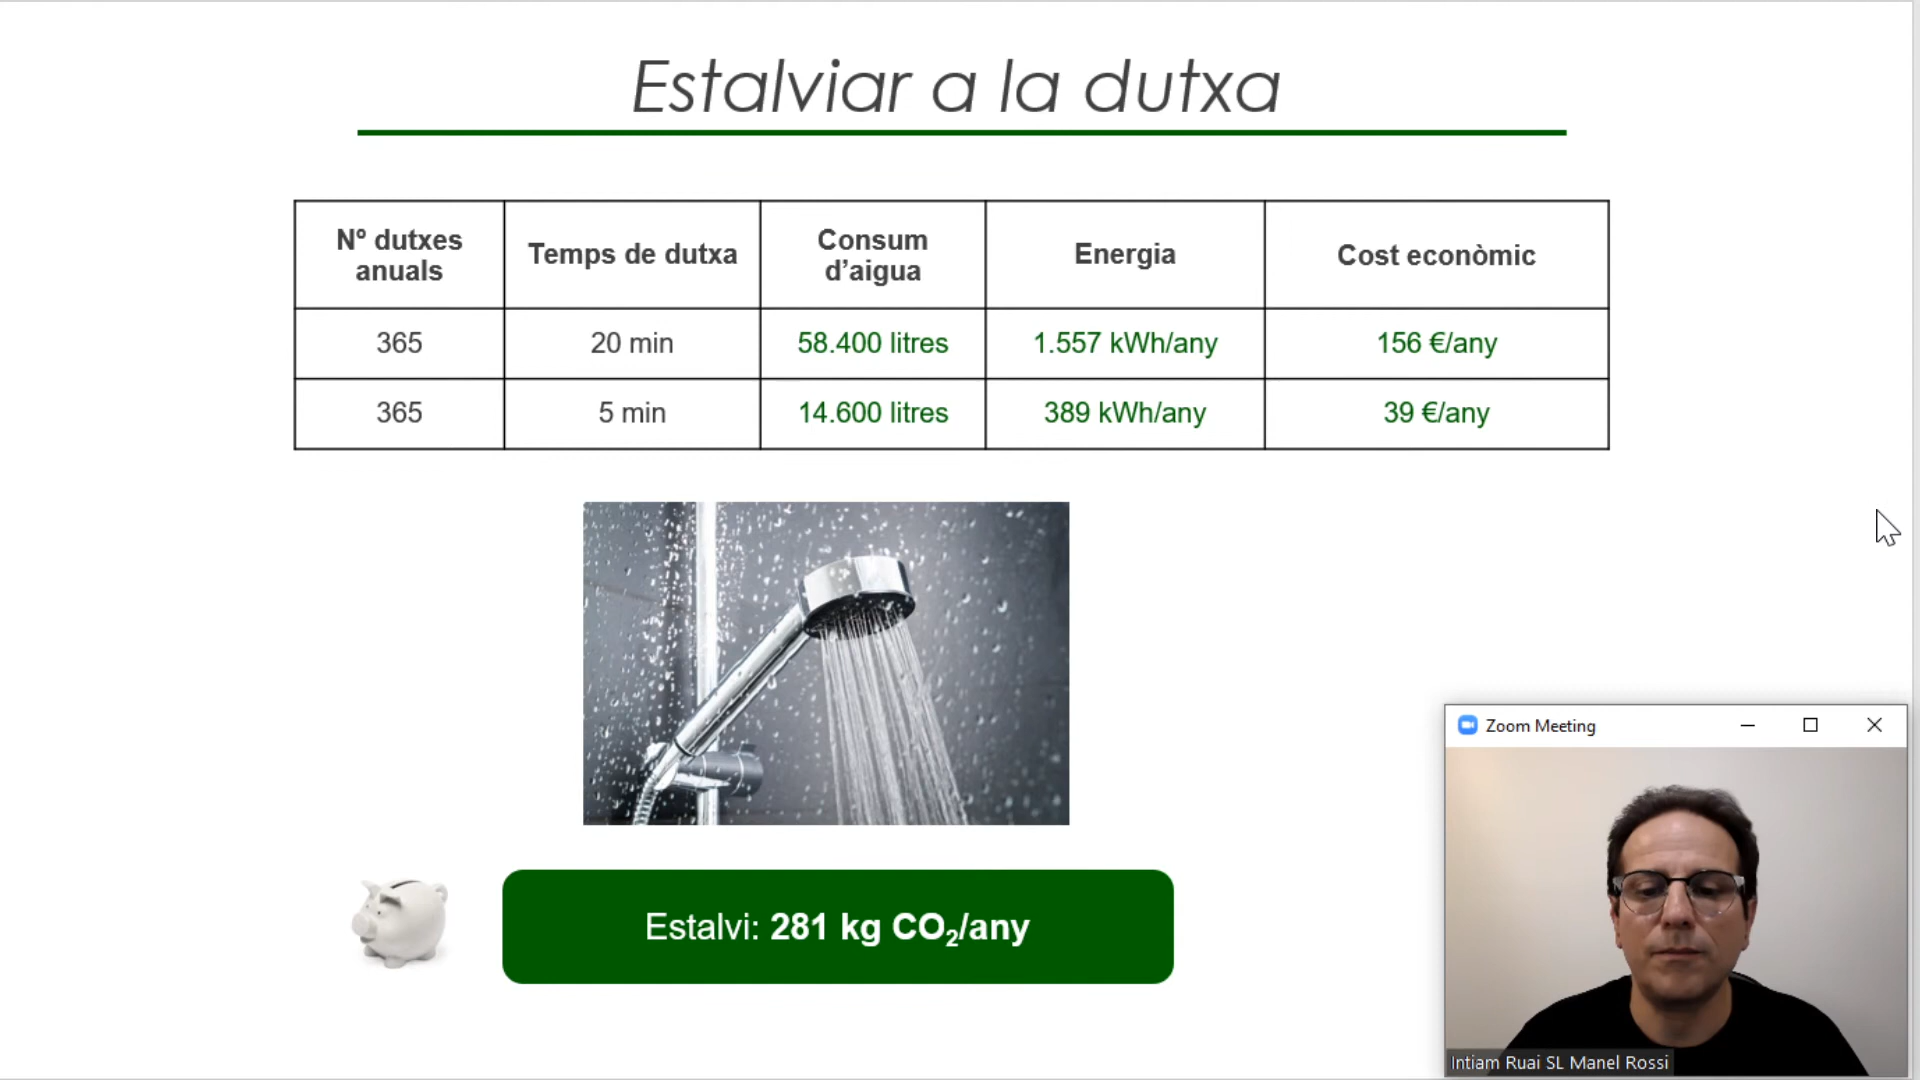 Estalviar a la dutxa
Nº dutxes
anuals
Temps de dutxa
Consum
d’aigua
Energia
Cost econòmic
365
20 min
58.400 litres
1.557 kWh/any
156 €/any
365
5 min
14.600 litres
389 kWh/any
39 €/any
Estalvi: 281 kg CO₂/any
Zoom Meeting
Intiam Ruai SL Manel Rossi